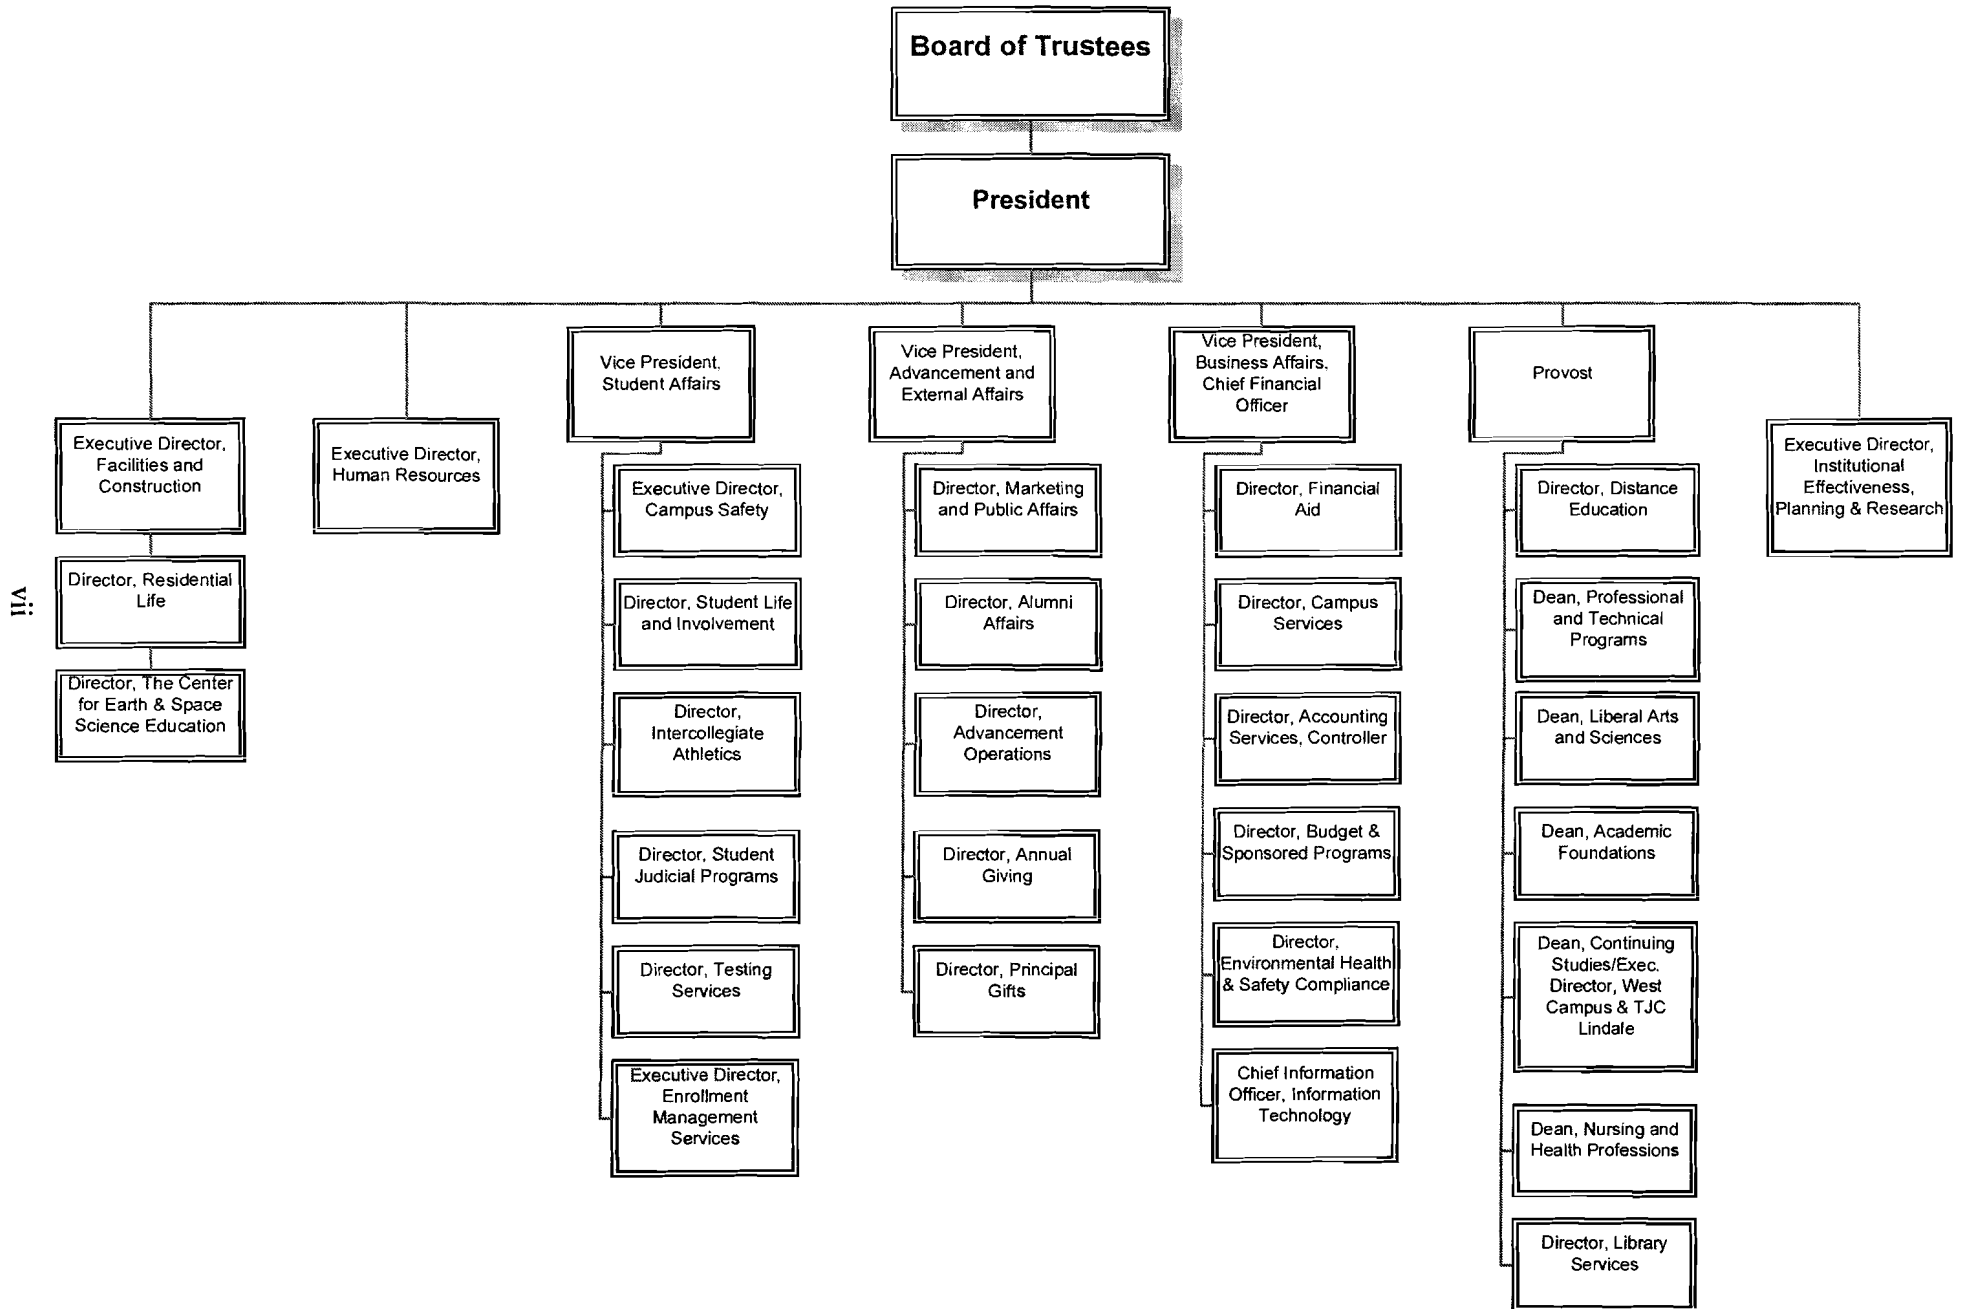 Board of Trustees
President
Vice President,
Student Affairs
Vice President,
Advancement and
External Affairs
Vice President,
Business Affairs,
Chief Financial
Officer
Provost
Executive Director,
Facilities and
Construction
Executive Director,
Human Resources
Executive Director,
Institutional
Effectiveness,
Planning & Research
Director, Residential
Life
Director, The Center
for Earth & Space
Science Education
Executive Director,
Campus Safety
Director, Student Life
and Involvement
Director,
Intercollegiate
Athletics
Director, Student
Judicial Programs
Director, Testing
Services
Executive Director,
Enrollment
Management
Services
Director, Marketing
and Public Affairs
Director, Alumni
Affairs
Director,
Advancement
Operations
Director, Annual
Giving
Director, Principal
Gifts
Director, Financial
Aid
Director, Campus
Services
Director, Accounting
Services, Controller
Director, Budget &
Sponsored Programs
Director,
Environmental Health
& Safety Compliance
Chief Information
Officer, Information
Technology
Director, Distance
Education
Dean, Professional
and Technical
Programs
Dean, Liberal Arts
and Sciences
Dean, Academic
Foundations
Dean, Continuing
Studies/Exec.
Director, West
Campus & TJC
Lindale
Dean, Nursing and
Health Professions
Director, Library
Services
vii